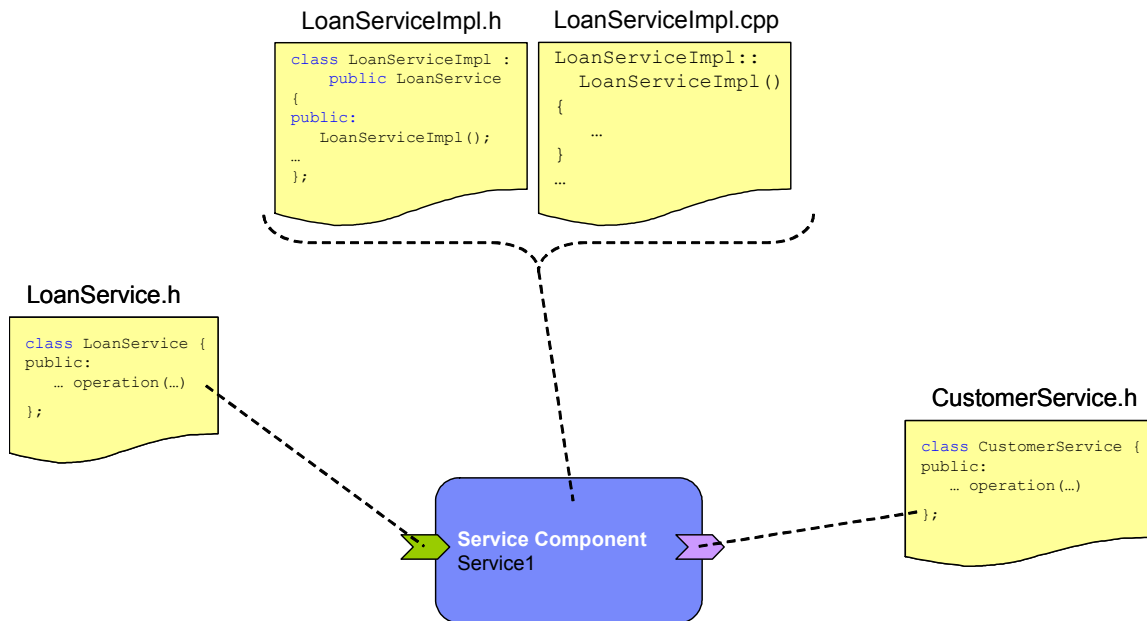 LoanServiceImpl.h
class LoanServiceImpl :
public LoanService
{
public:
LoanServiceImpl();
…
};
LoanServiceImpl.cpp
LoanServiceImpl::
LoanServiceImpl()
{
…
}
…
LoanService.h
class LoanService {
public:
… operation(…)
};
CustomerService.h
class CustomerService {
public:
… operation(…)
};
Service Component
Service1